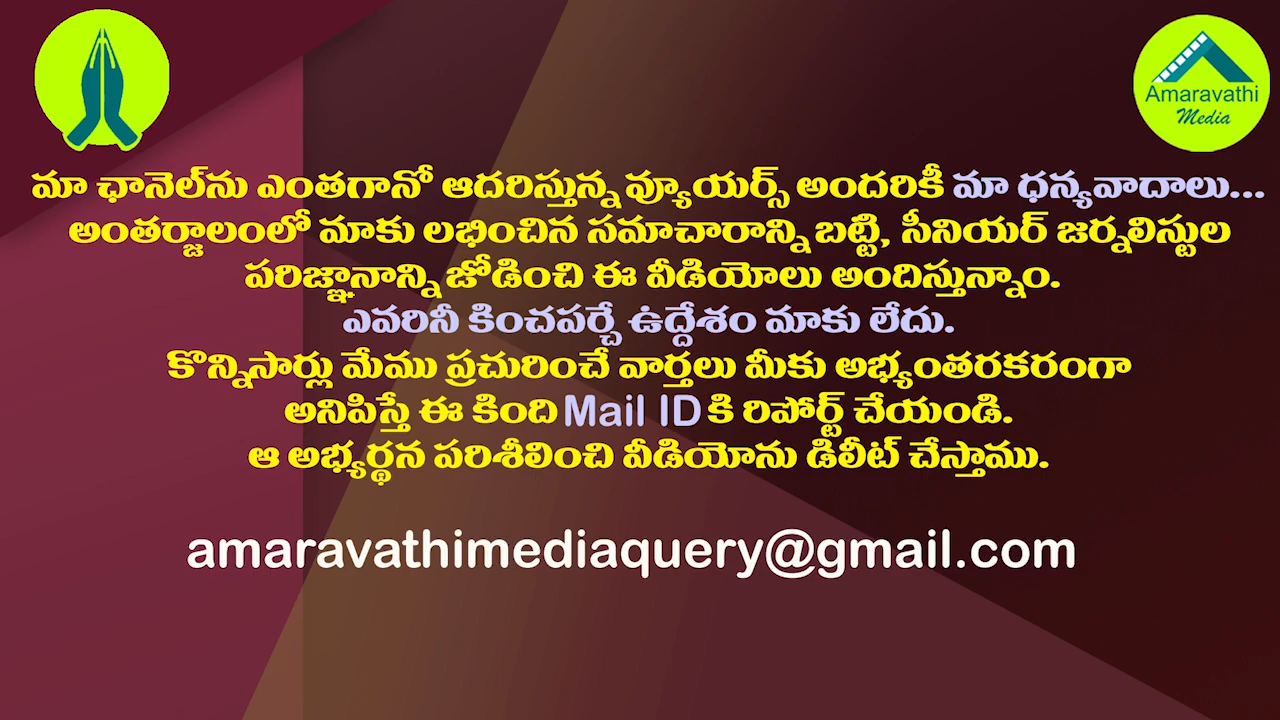 Amaravathi
Media
మా ఛానెల్‌ను ఎంతగానో ఆదరిస్తున్న వ్యూయర్స్ అందరికీ మా ధన్యవాదాలు...
అంతర్జాలంలో మాకు లభించిన సమాచారాన్ని బట్టి, సీనియర్ జర్నలిస్టుల
పరిజ్ఞానాన్ని జోడించి ఈ వీడియోలు అందిస్తున్నాం.
ఎవరినీ కించపర్చే ఉద్దేశం మాకు లేదు.
కొన్నిసార్లు మేము ప్రచురించే వార్తలు మీకు అభ్యంతరకరంగా
అనిపిస్తే ఈ కింది Mail ID కి రిపోర్ట్ చేయండి.
ఆ అభ్యర్థన పరిశీలించి వీడియోను డిలీట్ చేస్తాము.
amaravathimediaquery@gmail.com